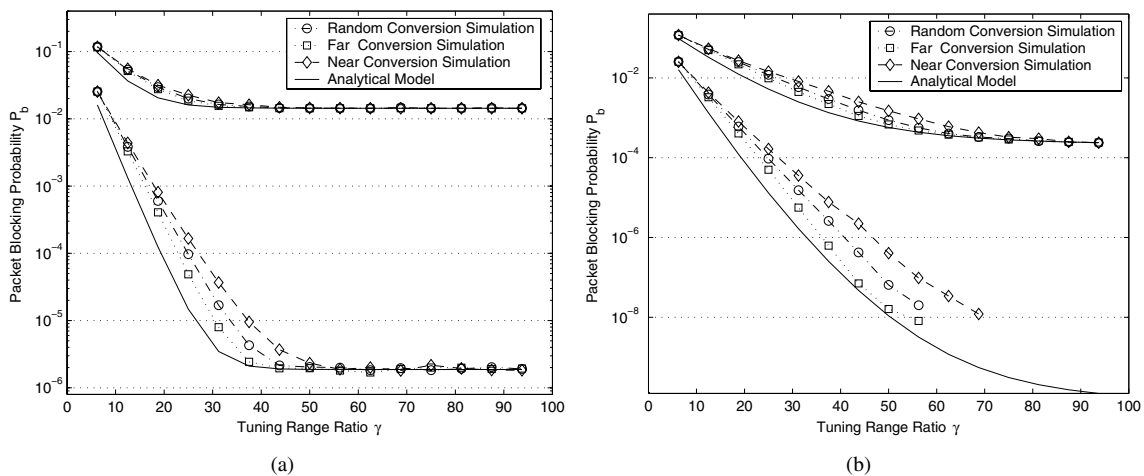 Packet Blocking Probability P_b
10^-1
10^-2
10^-3
10^-4
10^-5
10^-6
0 10 20 30 40 50 60 70 80 90 100
Tuning Range Ratio γ
Random Conversion Simulation
Far Conversion Simulation
Near Conversion Simulation
Analytical Model
(a)
Packet Blocking Probability P_b
10^-2
10^-4
10^-6
10^-8
0 10 20 30 40 50 60 70 80 90 100
Tuning Range Ratio γ
Random Conversion Simulation
Far Conversion Simulation
Near Conversion Simulation
Analytical Model
(b)